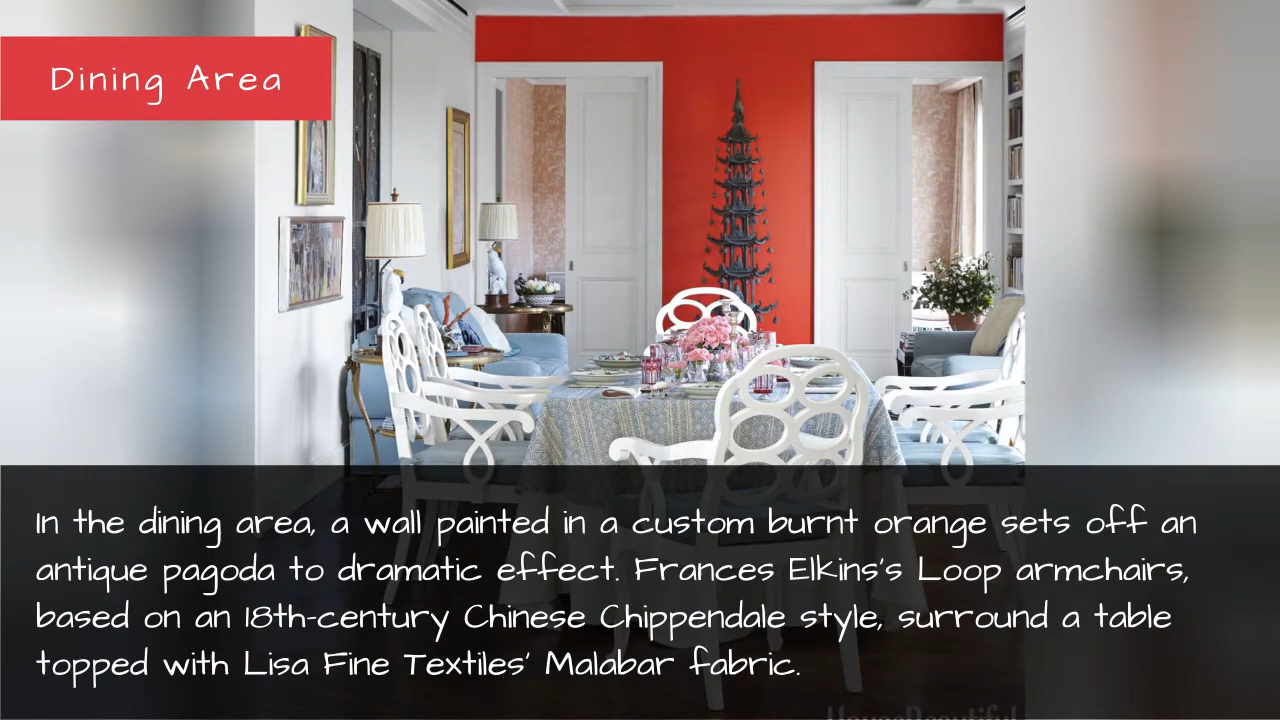 Dining Area
In the dining area, a wall painted in a custom burnt orange sets off an
antique pagoda to dramatic effect. Frances Elkins's Loop armchairs,
based on an 18th-century Chinese Chippendale style, surround a table
topped with Lisa Fine Textiles' Malabar fabric.
HouseBeautiful